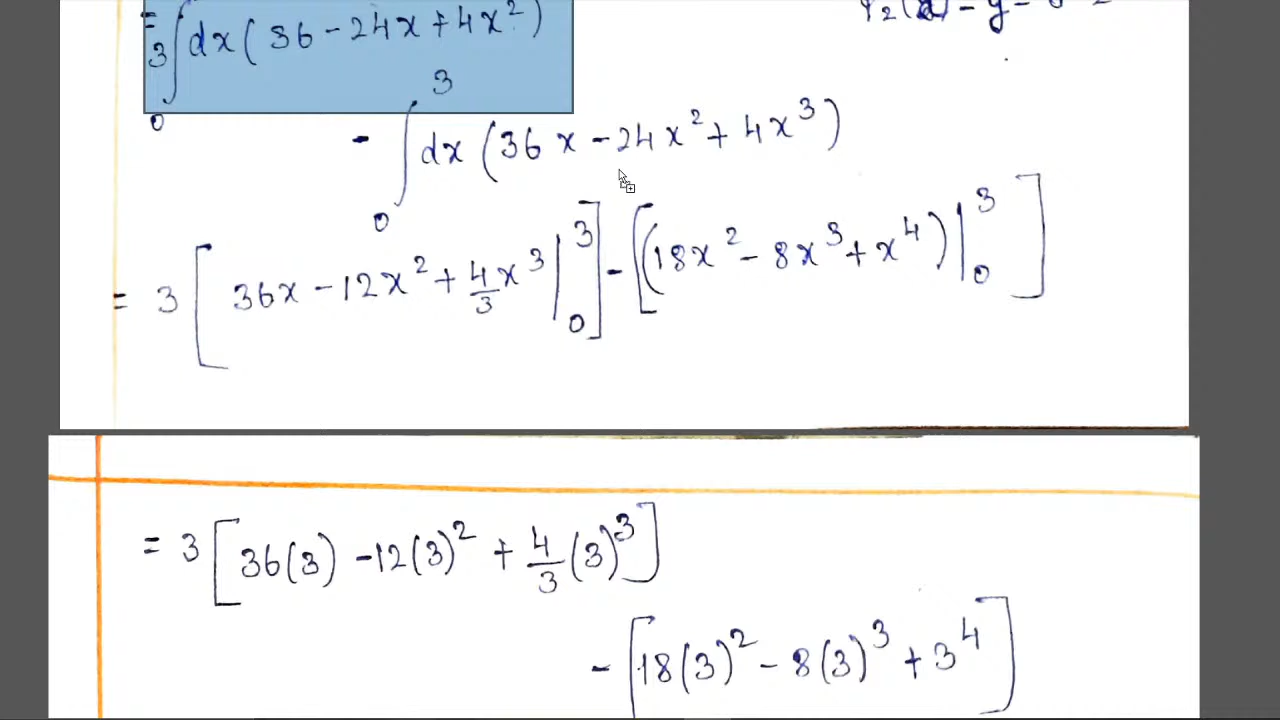 = 3∫₀ dx(36 - 24x + 4x²)
- ∫₀³ dx (36x - 24x² + 4x³)
= 3 [ 36x - 12x² + 4/3 x³ |₀³ ] - [ (18x² - 8x³ + x⁴) |₀³ ]
= 3 [ 36(3) - 12(3)² + 4/3 (3)³ ]
- [ 18(3)² - 8(3)³ + 3⁴ ]